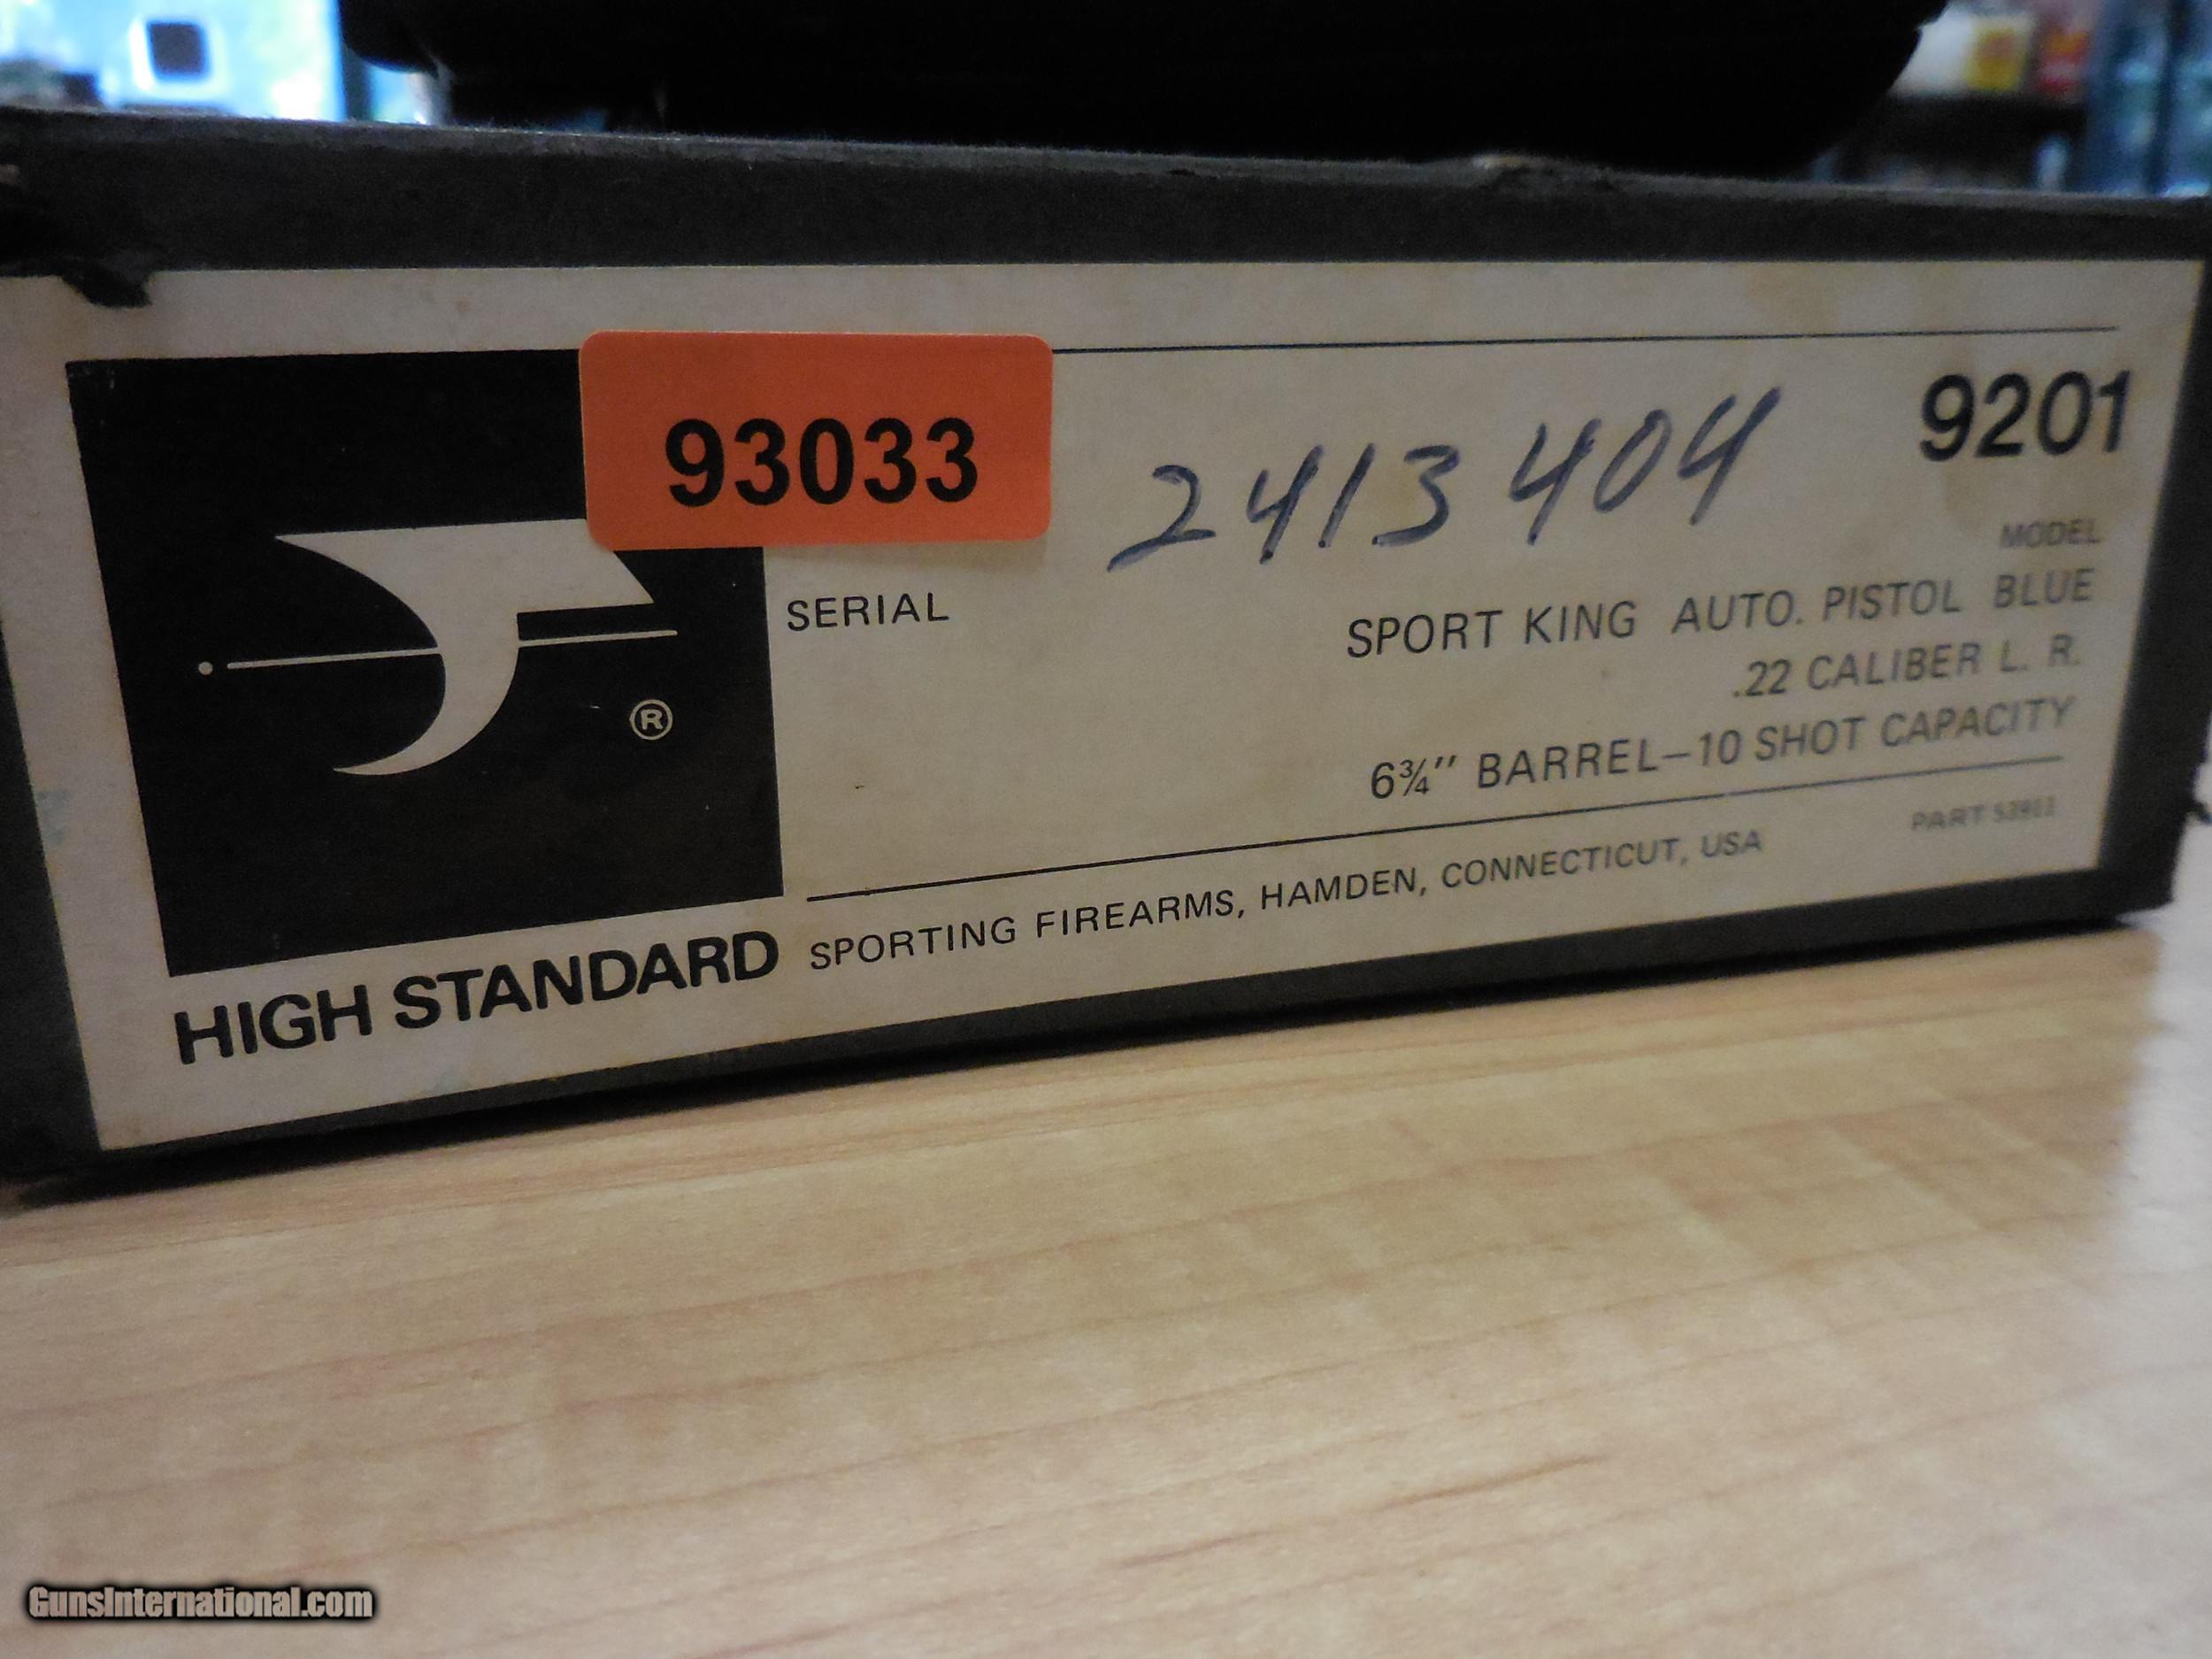 93033
2413404
9201
MODEL
SERIAL
SPORT KING AUTO. PISTOL BLUE
.22 CALIBER L. R.
6¾" BARREL–10 SHOT CAPACITY
®
PART
HIGH STANDARD SPORTING FIREARMS, HAMDEN, CONNECTICUT, USA
GunsInternational.com